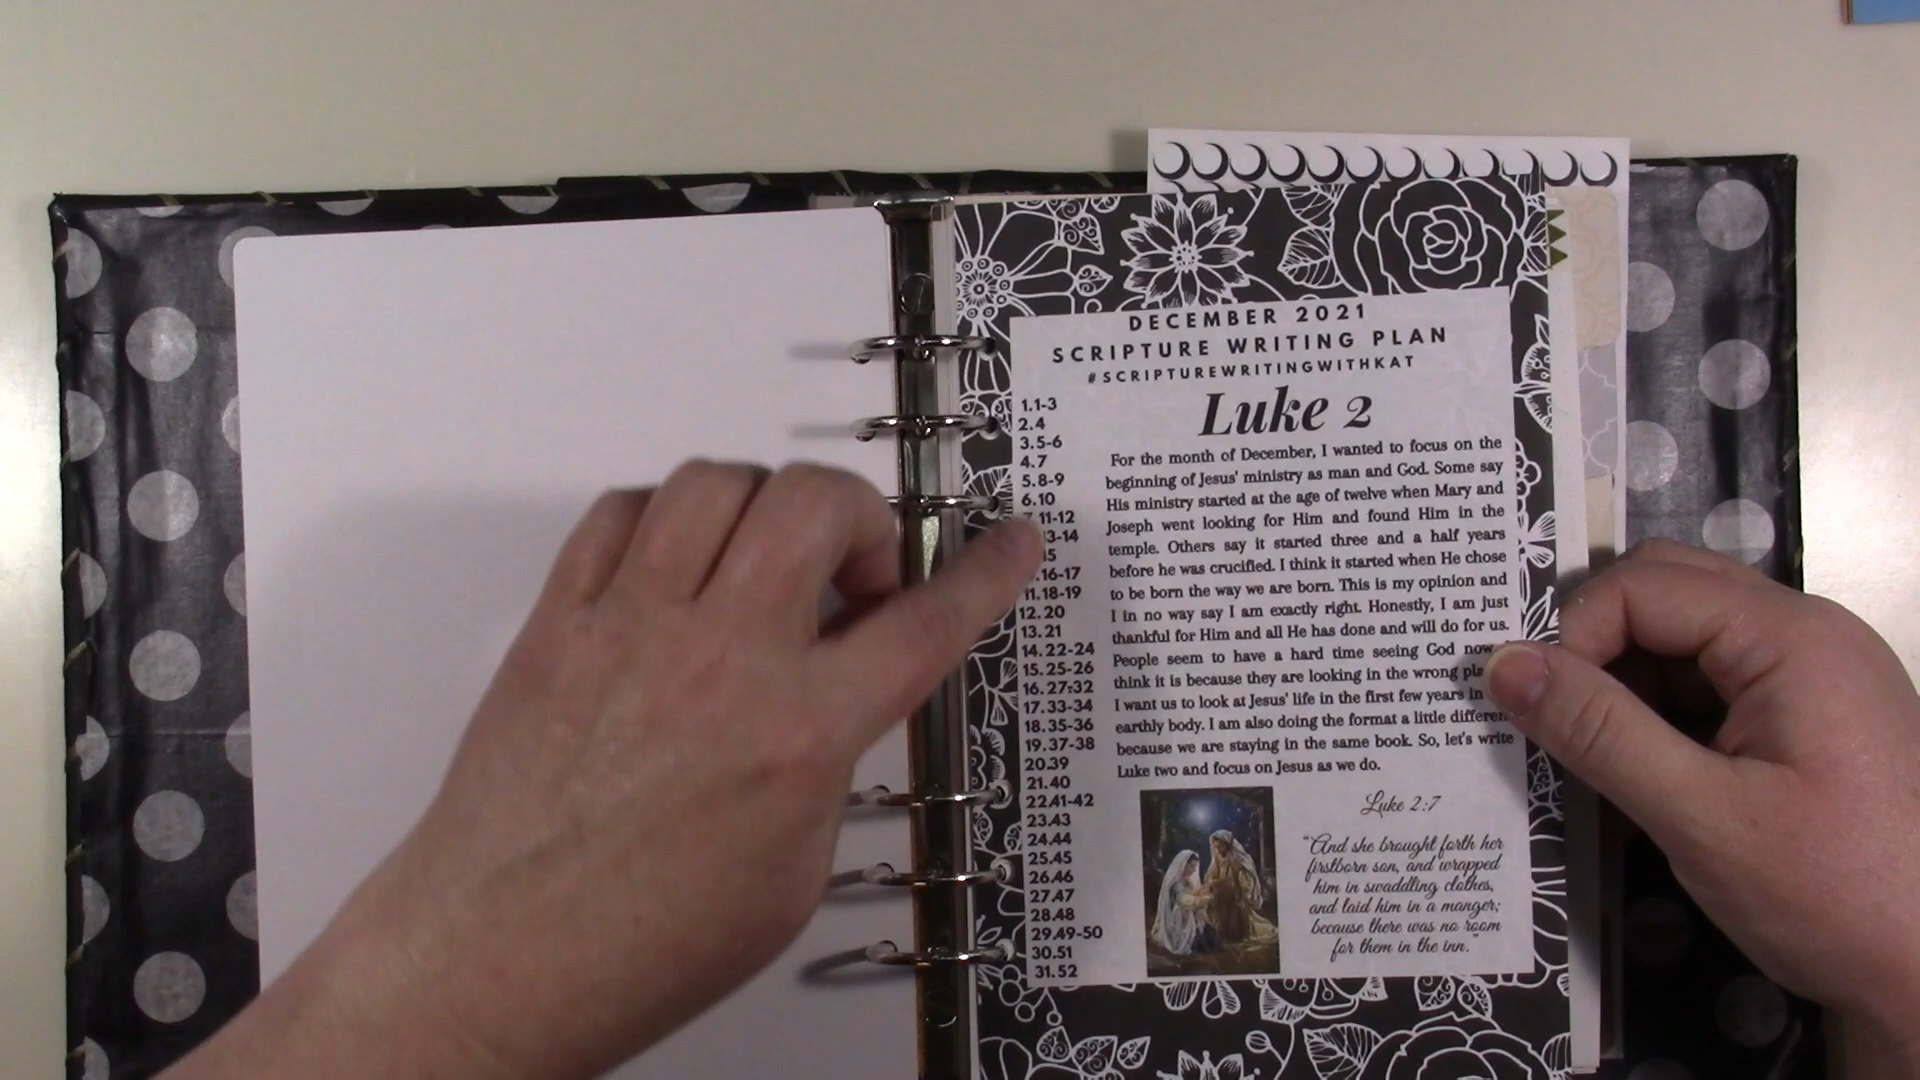 DECEMBER 2021
SCRIPTURE WRITING PLAN
#SCRIPTUREWRITINGWITHKAT
Luke 2
1.1-3
2.4
3.5-6
4.7
5.8-9
6.10
11-12
3-14
.16-17
11.18-19
12.20
13.21
14.22-24
15.25-26
16.27-32
17.33-34
18.35-36
19.37-38
20.39
21.40
22.41-42
23.43
24.44
25.45
26.46
27.47
28.48
29.49-50
30.51
31.52
For the month of December, I wanted to focus on the
beginning of Jesus' ministry as man and God. Some say
His ministry started at the age of twelve when Mary and
Joseph went looking for Him and found Him in the
temple. Others say it started three and a half years
before he was crucified. I think it started when He chose
to be born the way we are born. This is my opinion and
I in no way say I am exactly right. Honestly, I am just
thankful for Him and all He has done and will do for us.
People seem to have a hard time seeing God now
think it is because they are looking in the wrong
I want us to look at Jesus' life in the first few years in
earthly body. I am also doing the format a little different
because we are staying in the same book. So, let's write
Luke two and focus on Jesus as we do.
Luke 2:7
"And she brought forth her
firstborn son, and wrapped
him in swaddling clothes,
and laid him in a manger;
because there was no room
for them in the inn."